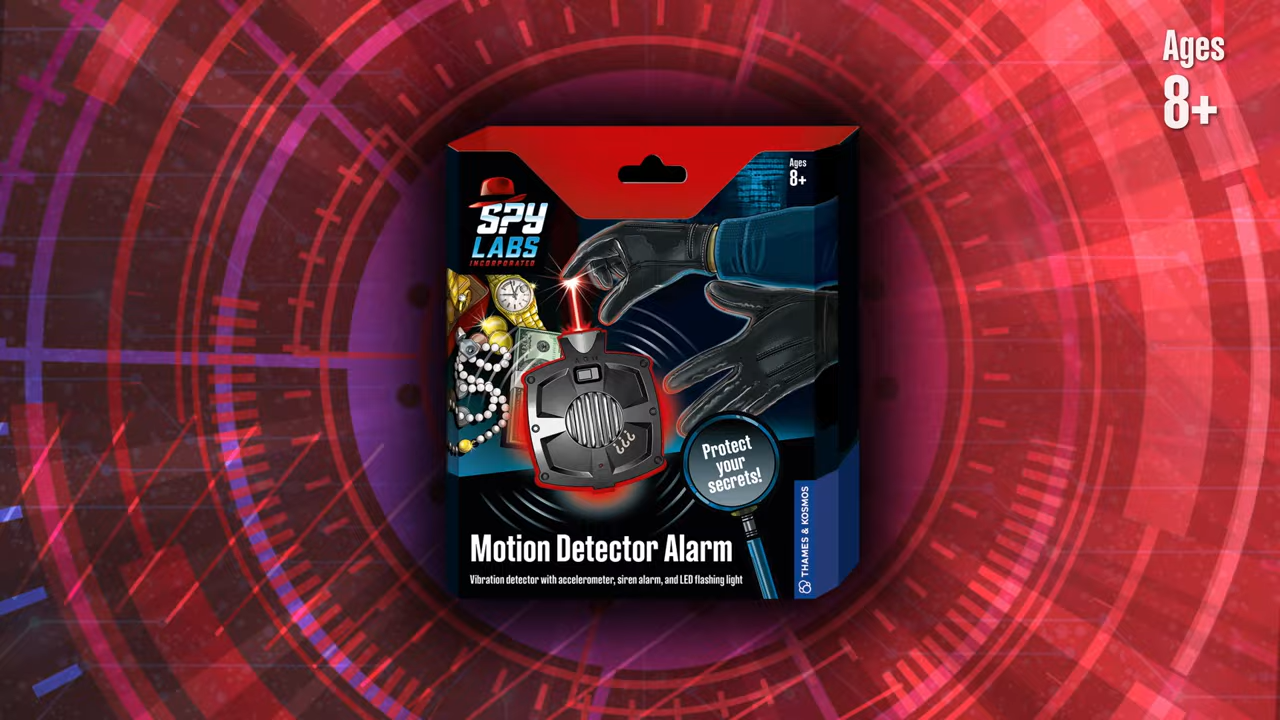 Ages
8+
Ages
8+
SPY
LABS
INCORPORATED
Protect
your
secrets!
THAMES & KOSMOS
Motion Detector Alarm
Vibration detector with accelerometer, siren alarm, and LED flashing light